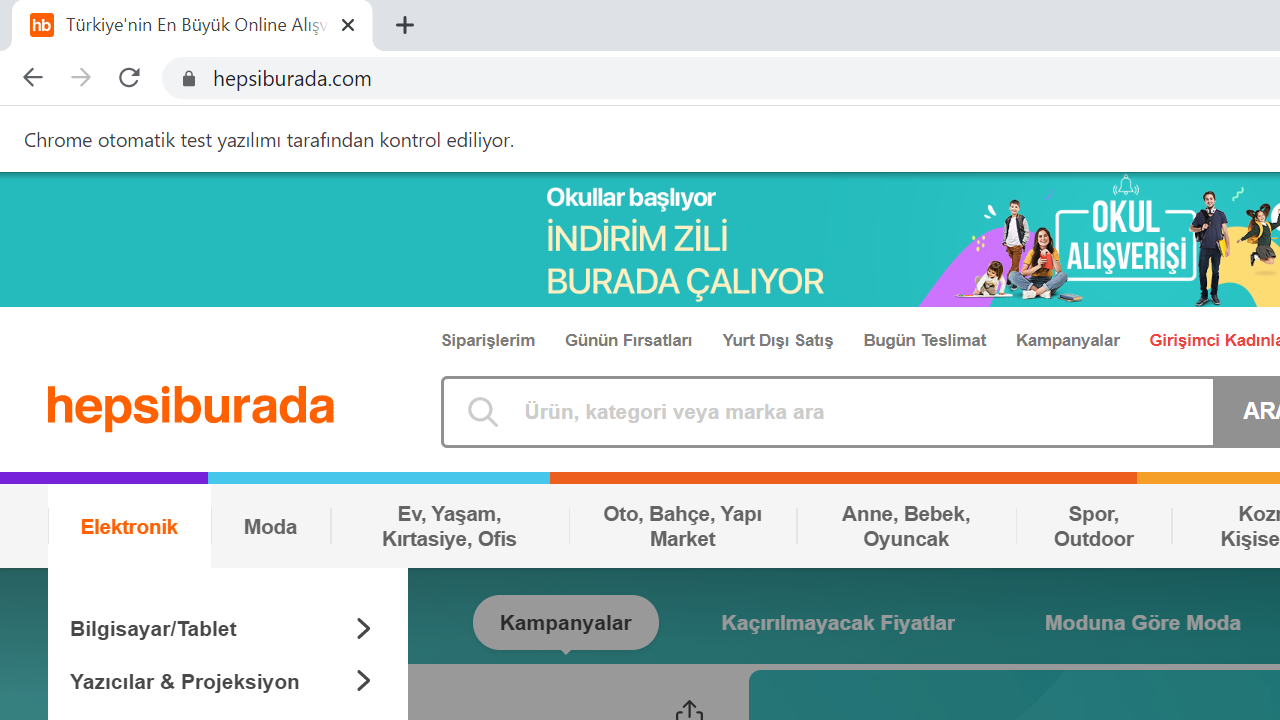 hb Türkiye'nin En Büyük Online Alışv
hepsiburada.com
Chrome otomatik test yazılımı tarafından kontrol ediliyor.
Okullar başlıyor
İNDİRİM ZİLİ
BURADA ÇALIYOR
OKUL
ALIŞVERİŞİ
Siparişlerim Günün Fırsatları Yurt Dışı Satış Bugün Teslimat Kampanyalar Girişimci Kadınla
hepsiburada
Ürün, kategori veya marka ara
ARA
Elektronik
Moda
Ev, Yaşam,
Kırtasiye, Ofis
Oto, Bahçe, Yapı
Market
Anne, Bebek,
Oyuncak
Spor,
Outdoor
Koz
Kişise
Bilgisayar/Tablet
Yazıcılar & Projeksiyon
Kampanyalar Kaçırılmayacak Fiyatlar Moduna Göre Moda